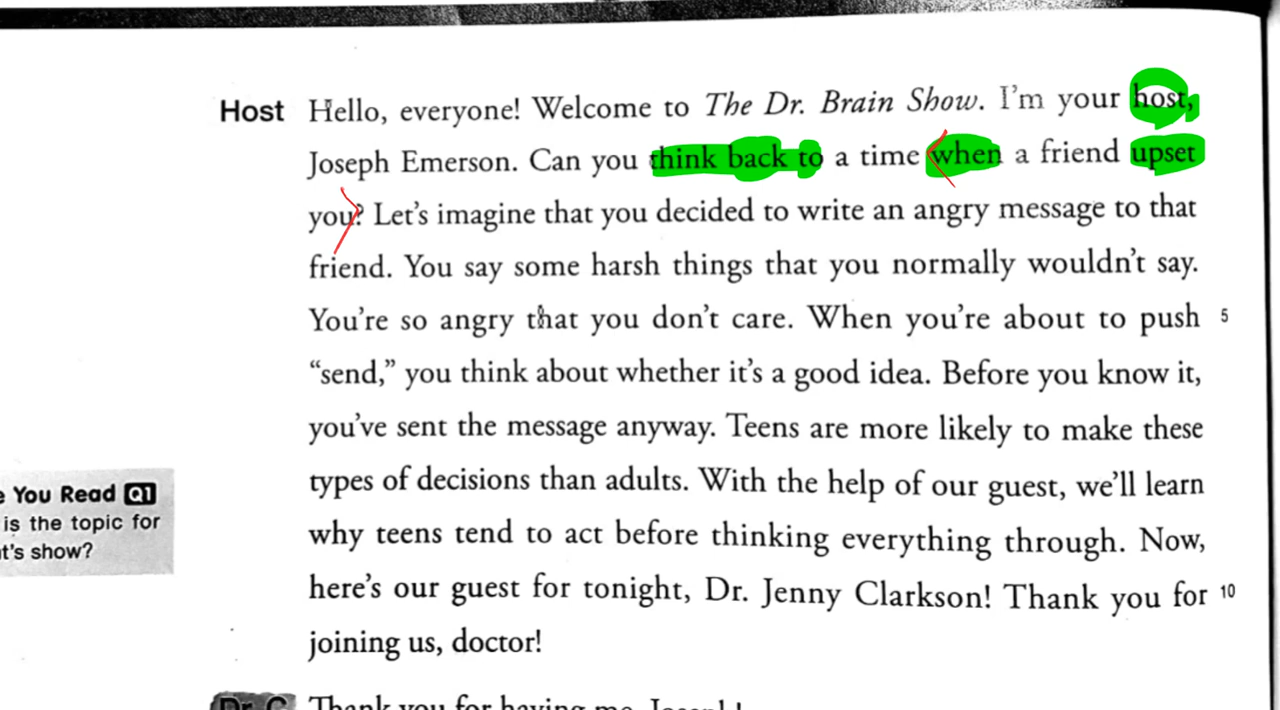 Host Hello, everyone! Welcome to The Dr. Brain Show. I'm your host,
Joseph Emerson. Can you think back to a time when a friend upset
you? Let's imagine that you decided to write an angry message to that
friend. You say some harsh things that you normally wouldn't say.
You're so angry that you don't care. When you're about to push 5
"send," you think about whether it's a good idea. Before you know it,
you've sent the message anyway. Teens are more likely to make these
types of decisions than adults. With the help of our guest, we'll learn
why teens tend to act before thinking everything through. Now,
here's our guest for tonight, Dr. Jenny Clarkson! Thank you for 10
joining us, doctor!
You Read Q1
is the topic for
t's show?
Dr. C Thank you for having me, Joseph!